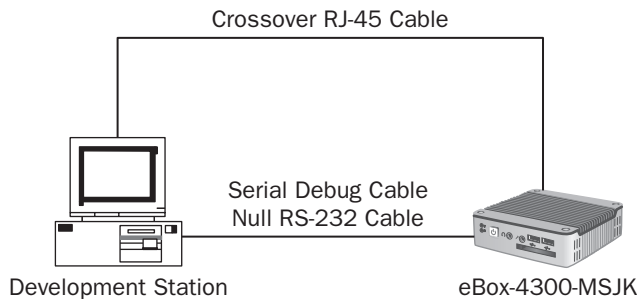 Crossover RJ-45 Cable
Serial Debug Cable
Null RS-232 Cable
Development Station
eBox-4300-MSJK